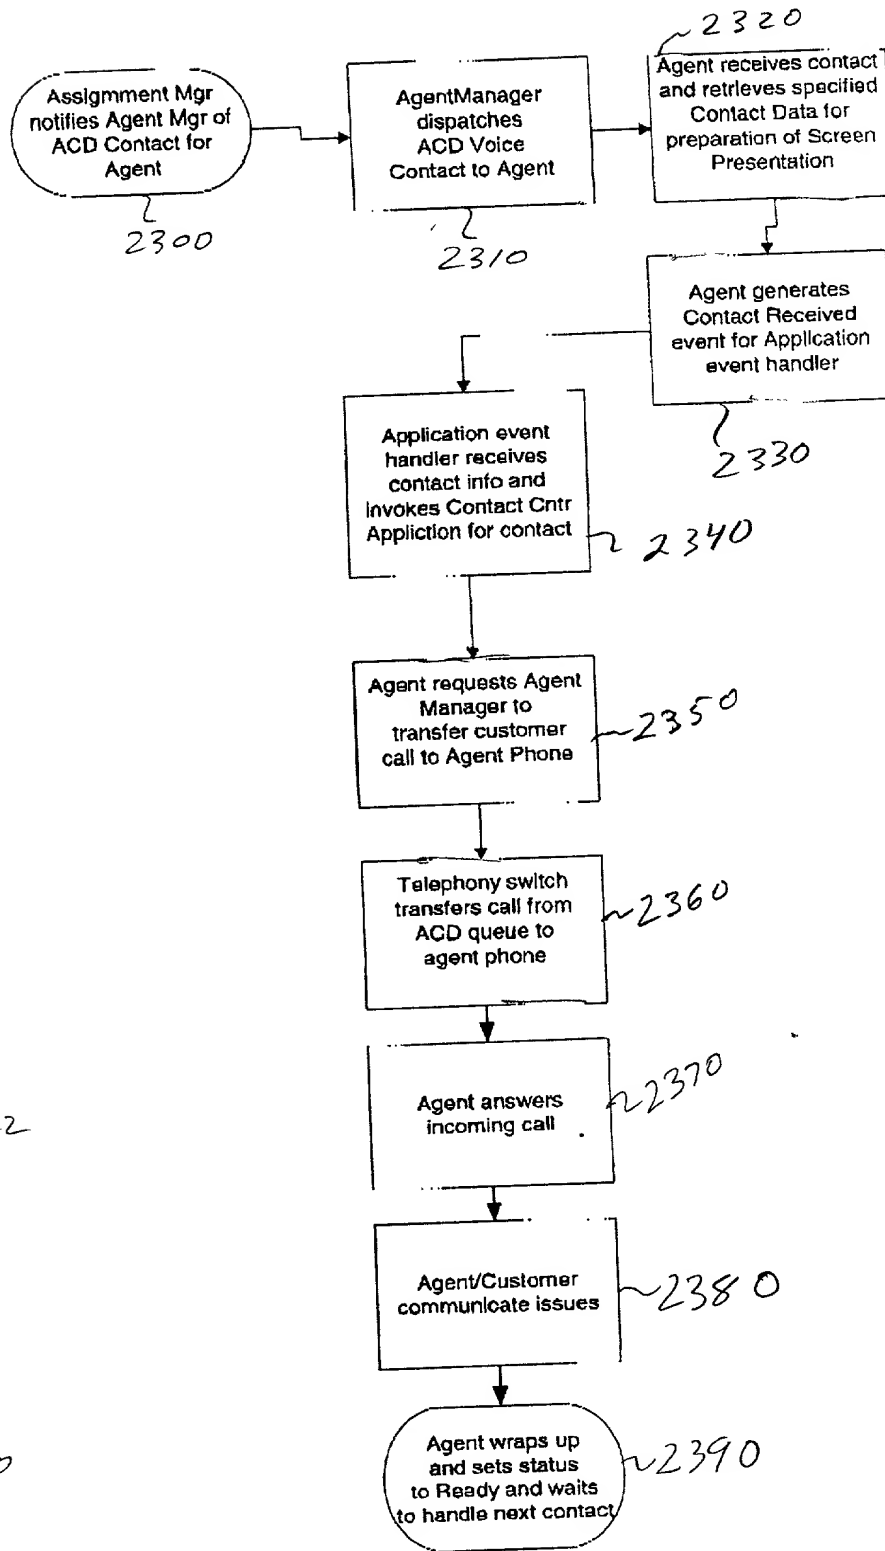 2320
Assignment Mgr
notifies Agent Mgr of
ACD Contact for
Agent
2300
AgentManager
dispatches
ACD Voice
Contact to Agent
2310
Agent receives contact
and retrieves specified
Contact Data for
preparation of Screen
Presentation
Agent generates
Contact Received
event for Application
event handler
2330
Application event
handler receives
contact info and
invokes Contact Cntr
Appliction for contact
2340
Agent requests Agent
Manager to
transfer customer
call to Agent Phone
2350
Telephony switch
transfers call from
ACD queue to
agent phone
2360
Agent answers
incoming call
2370
2
Agent/Customer
communicate issues
2380
Agent wraps up
and sets status
to Ready and waits
to handle next contact
2390